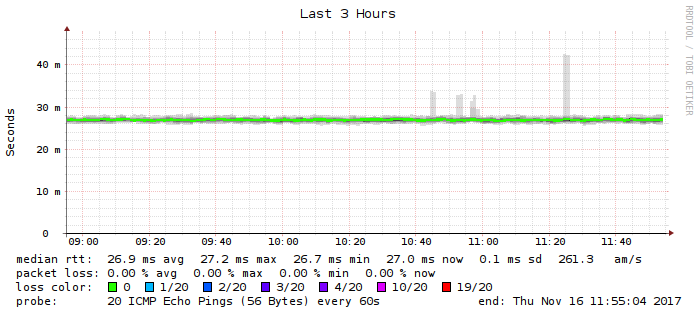 Last 3 Hours
RRDTOOL / TOBI OETIKER
Seconds
40 m
30 m
20 m
10 m
0
09:00 09:20 09:40 10:00 10:20 10:40 11:00 11:20 11:40
median rtt: 26.9 ms avg 27.2 ms max 26.7 ms min 27.0 ms now 0.1 ms sd 261.3 am/s
packet loss: 0.00 % avg 0.00 % max 0.00 % min 0.00 % now
loss color: 0 1/20 2/20 3/20 4/20 10/20 19/20
probe: 20 ICMP Echo Pings (56 Bytes) every 60s end: Thu Nov 16 11:55:04 2017